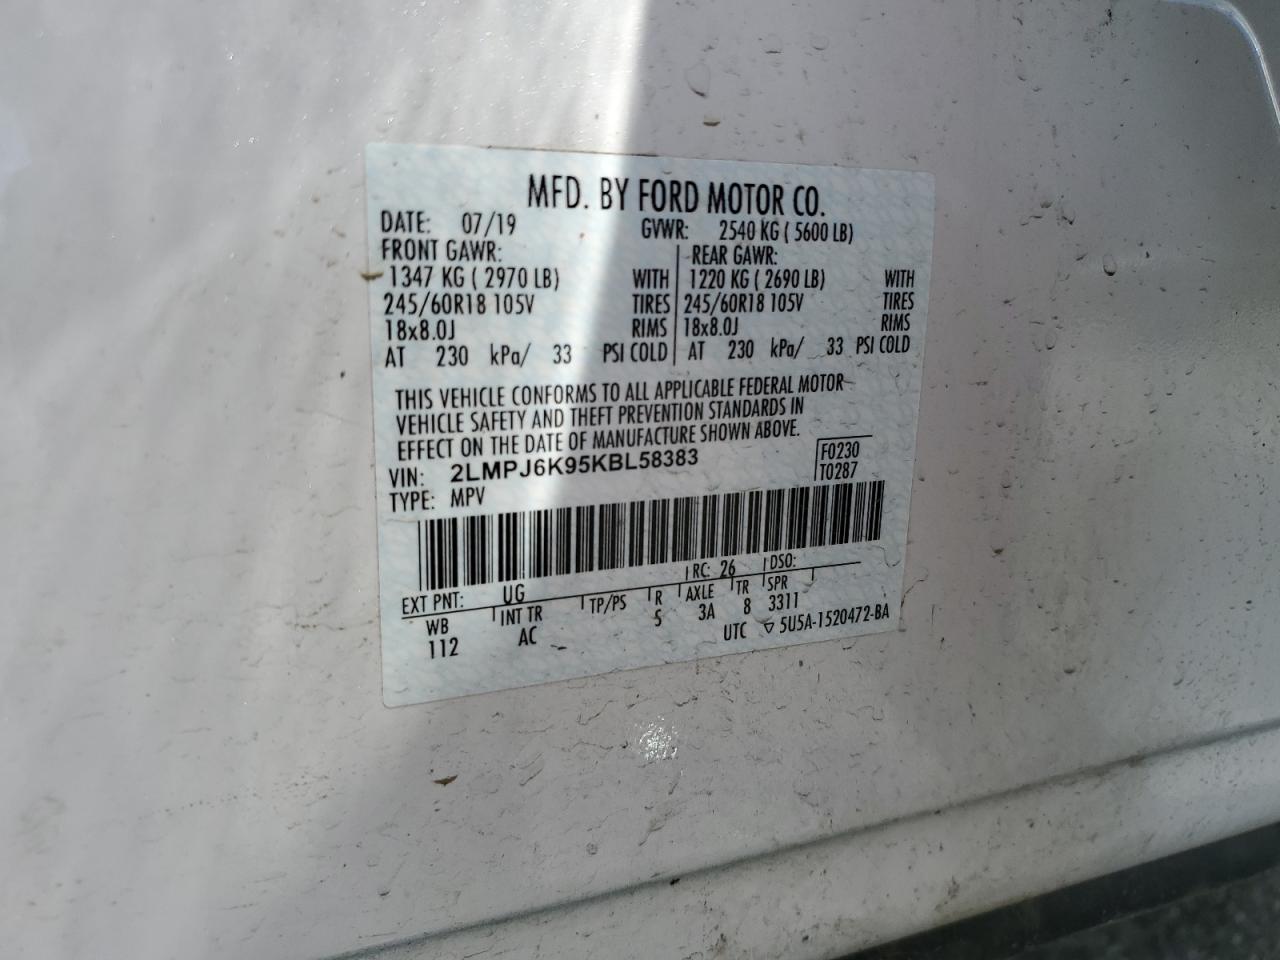 MFD. BY FORD MOTOR CO.
DATE: 07/19 GVWR: 2540 KG ( 5600 LB)
FRONT GAWR: REAR GAWR:
1347 KG ( 2970 LB) WITH 1220 KG ( 2690 LB) WITH
245/60R18 105V TIRES 245/60R18 105V TIRES
18x8.0J RIMS 18x8.0J RIMS
AT 230 kPa/ 33 PSI COLD AT 230 kPa/ 33 PSI COLD
THIS VEHICLE CONFORMS TO ALL APPLICABLE FEDERAL MOTOR
VEHICLE SAFETY AND THEFT PREVENTION STANDARDS IN
EFFECT ON THE DATE OF MANUFACTURE SHOWN ABOVE.
VIN: 2LMPJ6K95KBL58383 F0230
TYPE: MPV T0287
EXT PNT: UG RC: 26 DSO:
WB INT TR TP/PS R AXLE TR SPR
112 AC 5 3A 8 3311
UTC ▽ 5U5A-1520472-BA